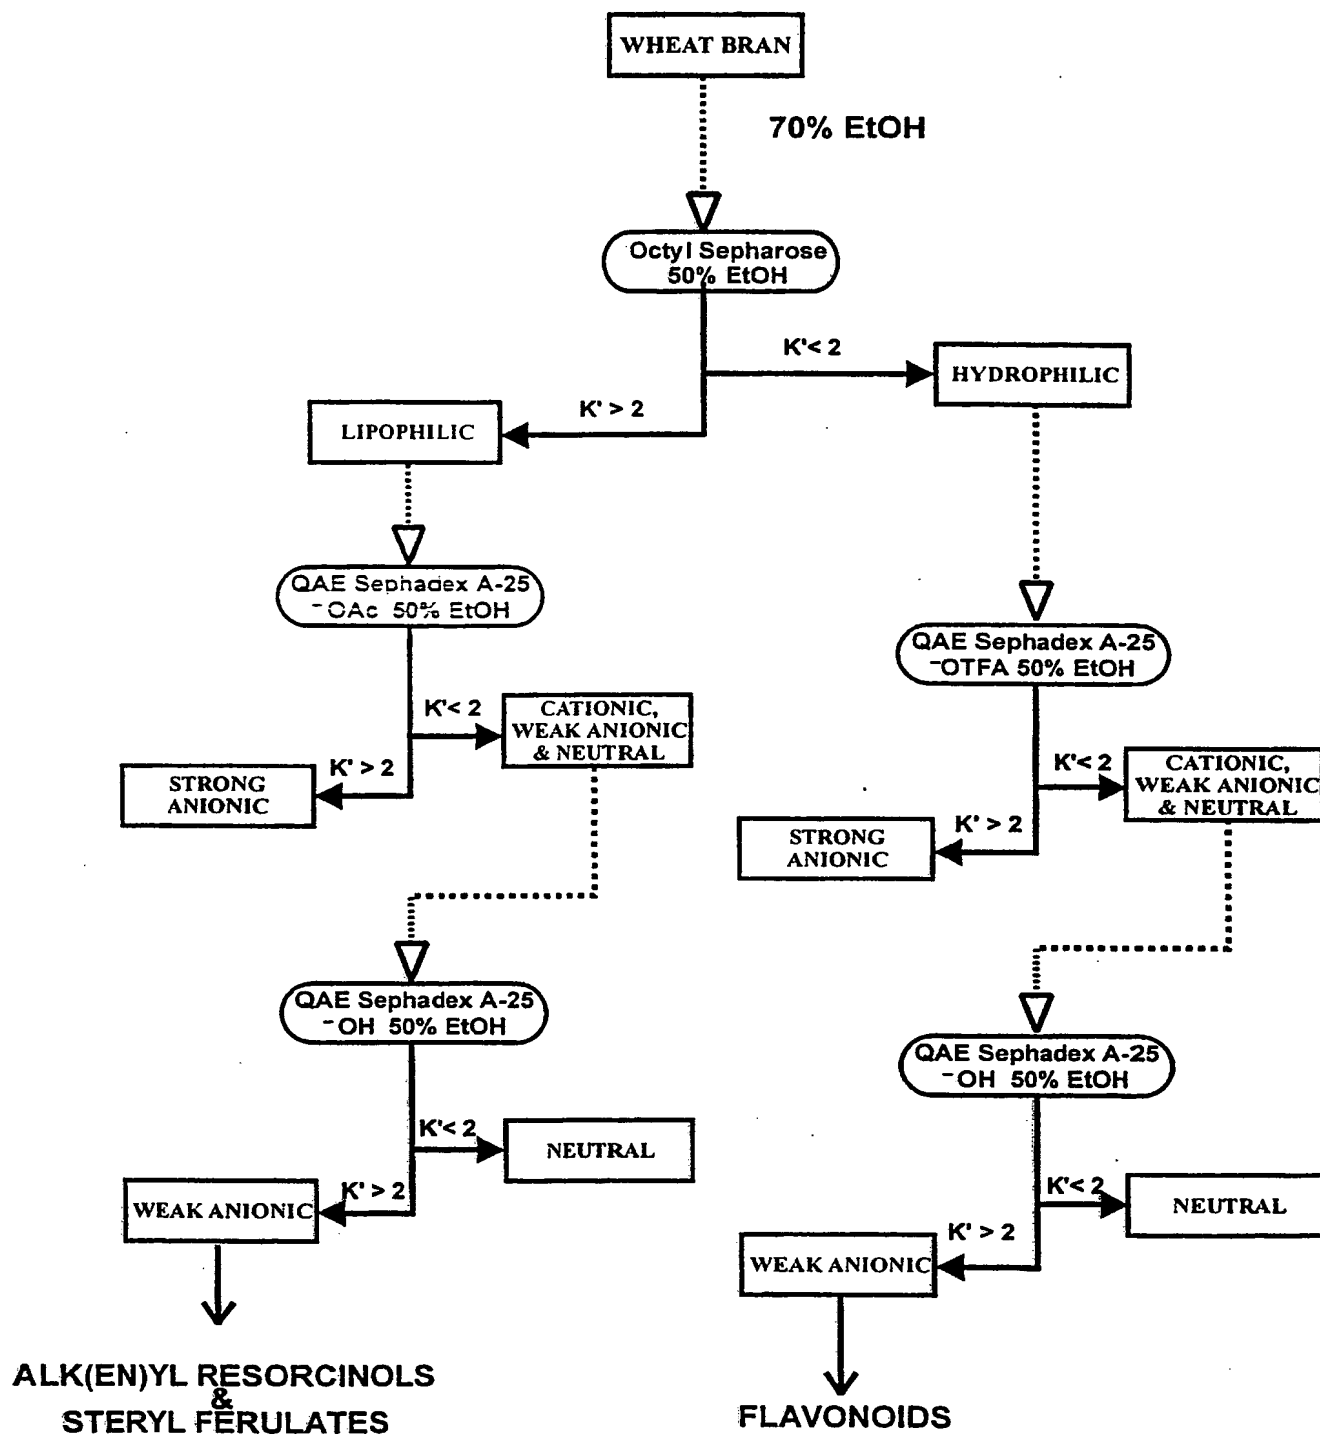 WHEAT BRAN
70% EtOH
Octyl Sepharose
50% EtOH
K'< 2
HYDROPHILIC
K' > 2
LIPOPHILIC
QAE Sephadex A-25
⁻OAc 50% EtOH
QAE Sephadex A-25
⁻OTFA 50% EtOH
K'< 2
CATIONIC,
WEAK ANIONIC
& NEUTRAL
K' > 2
STRONG
ANIONIC
K'< 2
CATIONIC,
WEAK ANIONIC
& NEUTRAL
K' > 2
STRONG
ANIONIC
QAE Sephadex A-25
⁻OH 50% EtOH
QAE Sephadex A-25
⁻OH 50% EtOH
K'< 2
NEUTRAL
K' > 2
WEAK ANIONIC
K'< 2
NEUTRAL
K' > 2
WEAK ANIONIC
ALK(EN)YL RESORCINOLS
&
STERYL FERULATES
FLAVONOIDS